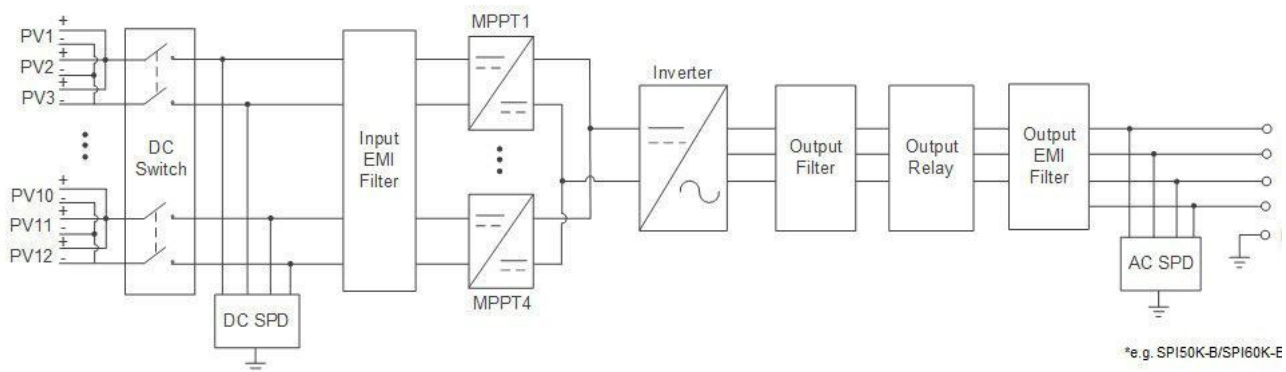 PV1
PV2
PV3
PV10
PV11
PV12
+
-
+
-
+
-
+
-
+
-
+
-
DC
Switch
DC SPD
Input
EMI
Filter
MPPT1
MPPT4
Inverter
Output
Filter
Output
Relay
Output
EMI
Filter
AC SPD
*e.g. SPI50K-B/SPI60K-B